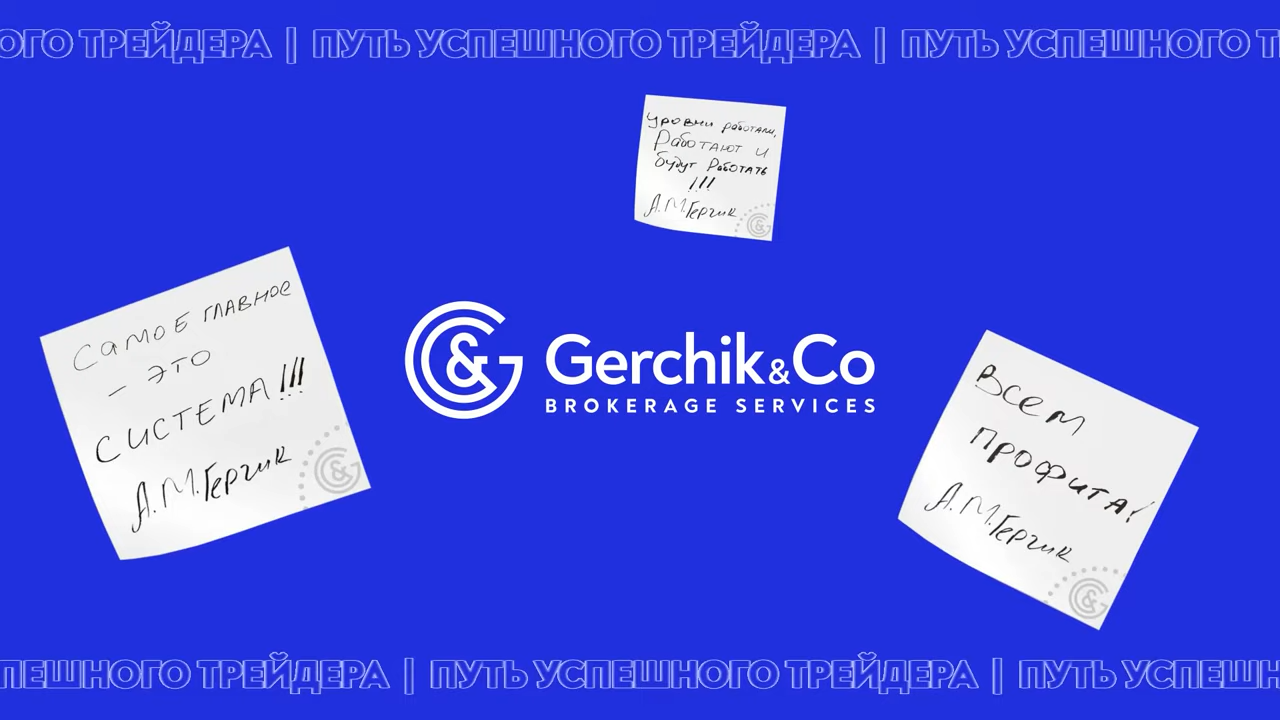 ОГО ТРЕЙДЕРА | ПУТЬ УСПЕШНОГО ТРЕЙДЕРА | ПУТЬ УСПЕШНОГО Т
Уровни работали,
Работают и
будут Работать
!!!
А.М.Герчик
Самое главное
– это
система!!!
А.М.Герчик
Gerchik&Co
BROKERAGE SERVICES
Всем
профита!
А.М.Герчик
ПЕШНОГО ТРЕЙДЕРА | ПУТЬ УСПЕШНОГО ТРЕЙДЕРА | ПУТЬ УСПЕШН